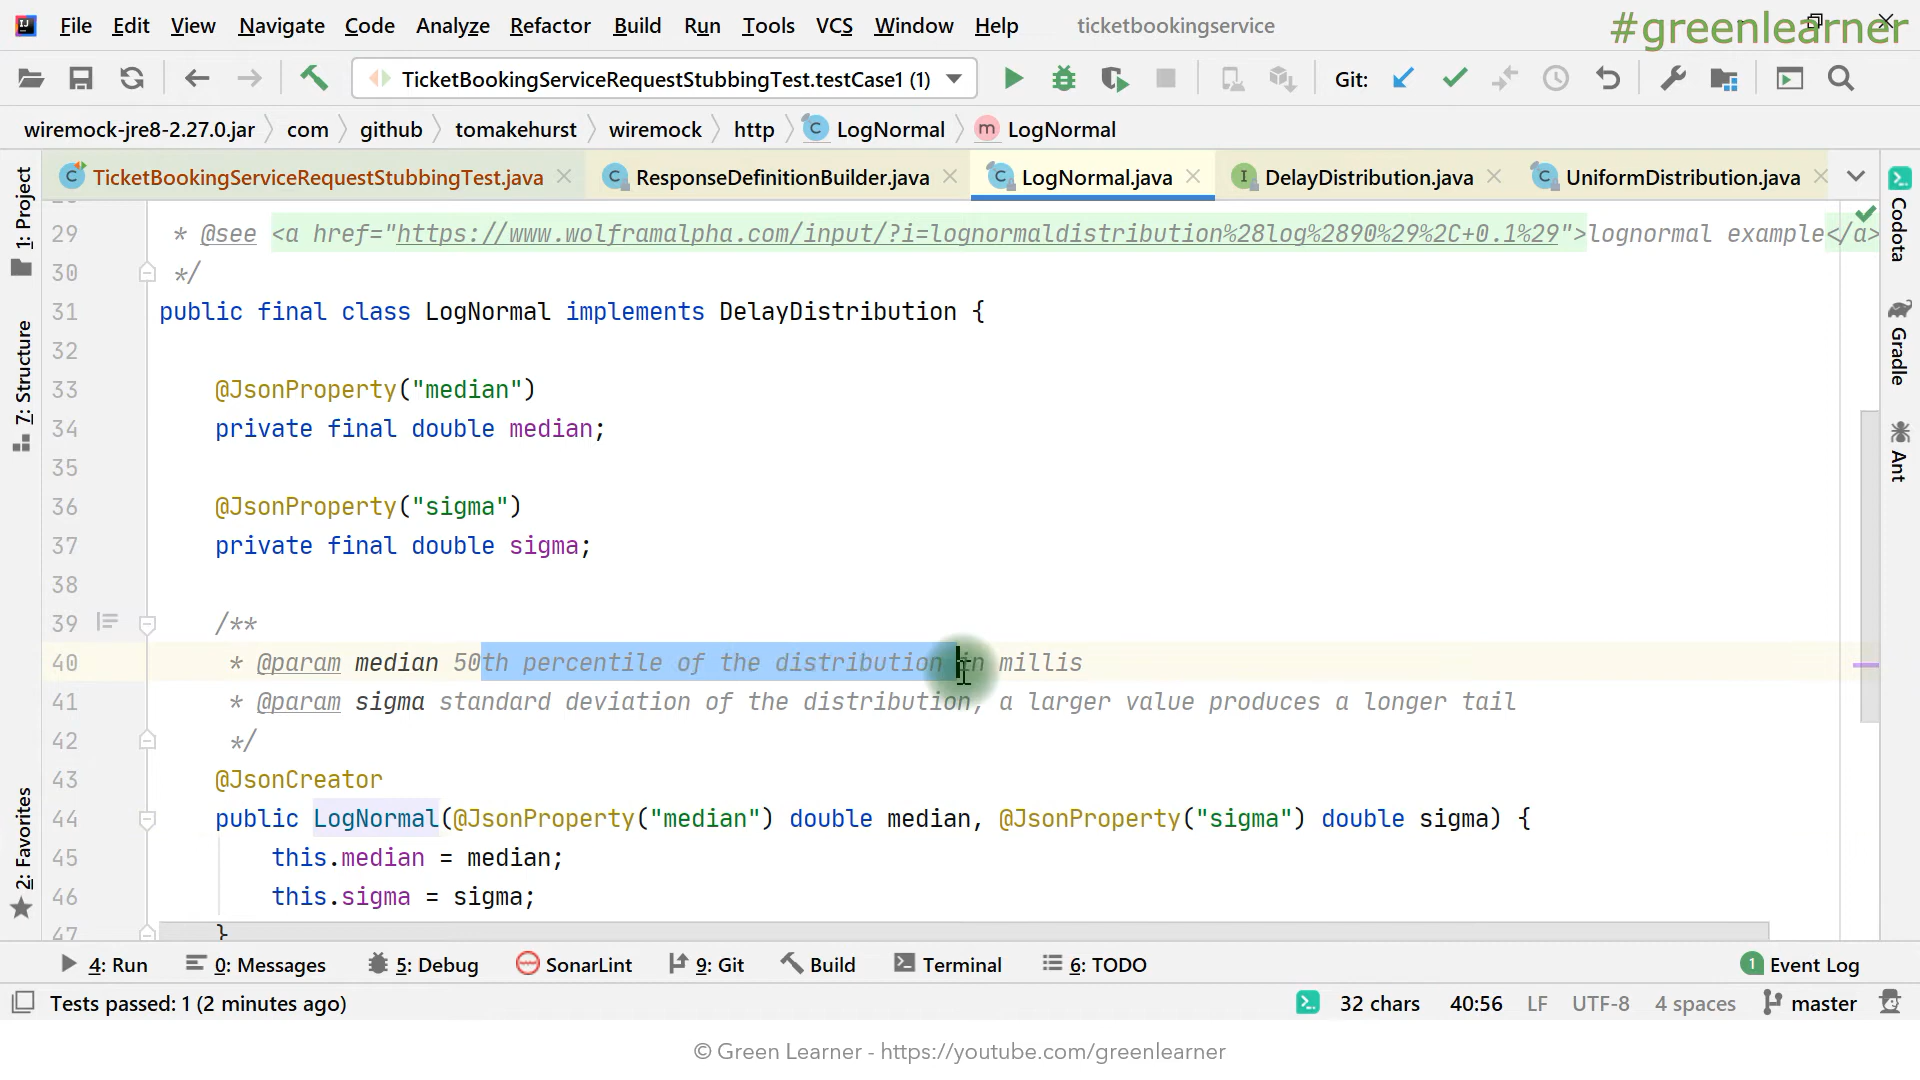 File Edit View Navigate Code Analyze Refactor Build Run Tools VCS Window Help ticketbookingservice #greenlearner
TicketBookingServiceRequestStubbingTest.testCase1 (1) Git:
wiremock-jre8-2.27.0.jar com github tomakehurst wiremock http LogNormal LogNormal
TicketBookingServiceRequestStubbingTest.java ResponseDefinitionBuilder.java LogNormal.java DelayDistribution.java UniformDistribution.java
29 * @see <a href="https://www.wolframalpha.com/input/?i=lognormaldistribution%28log%2890%29%2C+0.1%29">lognormal example</a>
30 */
31 public final class LogNormal implements DelayDistribution {
32
33 @JsonProperty("median")
34 private final double median;
35
36 @JsonProperty("sigma")
37 private final double sigma;
38
39 /**
40 * @param median 50th percentile of the distribution in millis
41 * @param sigma standard deviation of the distribution, a larger value produces a longer tail
42 */
43 @JsonCreator
44 public LogNormal(@JsonProperty("median") double median, @JsonProperty("sigma") double sigma) {
45 this.median = median;
46 this.sigma = sigma;
47 }
1: Project
7: Structure
2: Favorites
Codota
Gradle
Ant
4: Run 0: Messages 5: Debug SonarLint 9: Git Build Terminal 6: TODO 1 Event Log
Tests passed: 1 (2 minutes ago) 32 chars 40:56 LF UTF-8 4 spaces master
© Green Learner - https://youtube.com/greenlearner